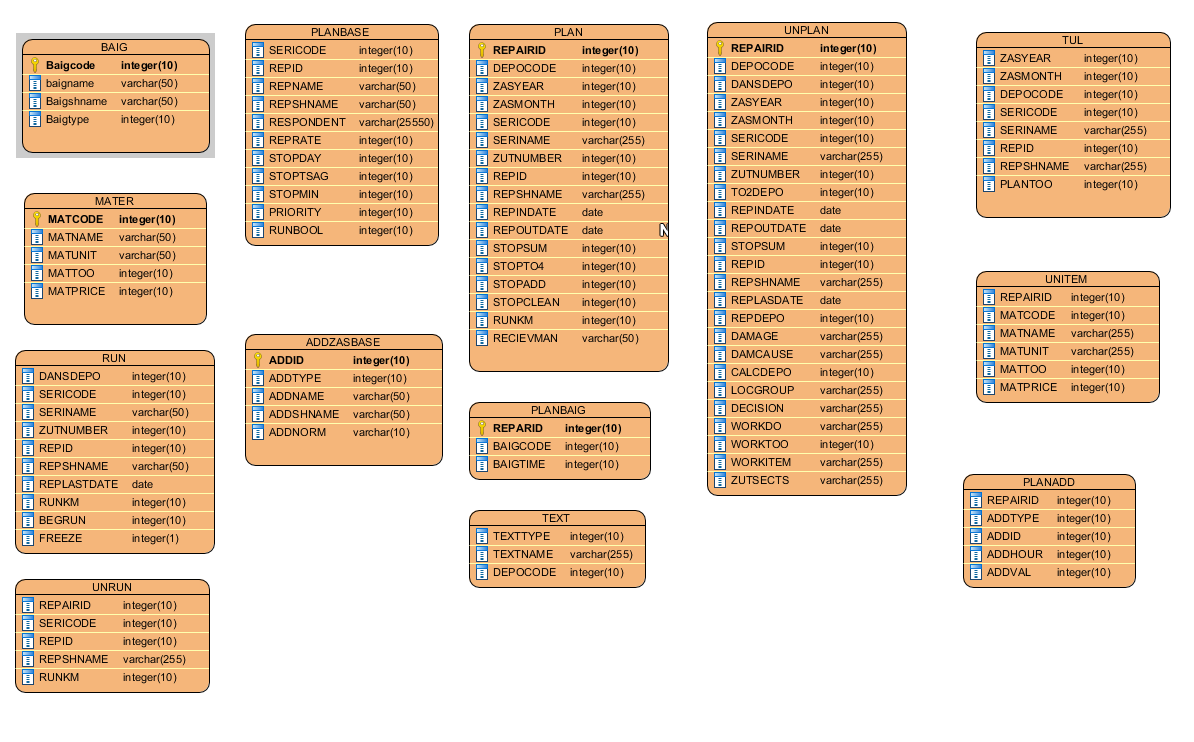 BAIG
Baigcode integer(10)
baigname varchar(50)
Baigshname varchar(50)
Baigtype integer(10)
MATER
MATCODE integer(10)
MATNAME varchar(50)
MATUNIT varchar(50)
MATTOO integer(10)
MATPRICE integer(10)
RUN
DANSDEPO integer(10)
SERICODE integer(10)
SERINAME varchar(50)
ZUTNUMBER integer(10)
REPID integer(10)
REPSHNAME varchar(50)
REPLASTDATE date
RUNKM integer(10)
BEGRUN integer(10)
FREEZE integer(1)
UNRUN
REPAIRID integer(10)
SERICODE integer(10)
REPID integer(10)
REPSHNAME varchar(255)
RUNKM integer(10)
PLANBASE
SERICODE integer(10)
REPID integer(10)
REPNAME varchar(50)
REPSHNAME varchar(50)
RESPONDENT varchar(25550)
REPRATE integer(10)
STOPDAY integer(10)
STOPTSAG integer(10)
STOPMIN integer(10)
PRIORITY integer(10)
RUNBOOL integer(10)
ADDZASBASE
ADDID integer(10)
ADDTYPE integer(10)
ADDNAME varchar(50)
ADDSHNAME varchar(50)
ADDNORM varchar(10)
PLAN
REPAIRID integer(10)
DEPOCODE integer(10)
ZASYEAR integer(10)
ZASMONTH integer(10)
SERICODE integer(10)
SERINAME varchar(255)
ZUTNUMBER integer(10)
REPID integer(10)
REPSHNAME varchar(255)
REPINDATE date
REPOUTDATE date
STOPSUM integer(10)
STOPTO4 integer(10)
STOPADD integer(10)
STOPCLEAN integer(10)
RUNKM integer(10)
RECIEVMAN varchar(50)
PLANBAIG
REPARID integer(10)
BAIGCODE integer(10)
BAIGTIME integer(10)
TEXT
TEXTTYPE integer(10)
TEXTNAME varchar(255)
DEPOCODE integer(10)
UNPLAN
REPAIRID integer(10)
DEPOCODE integer(10)
DANSDEPO integer(10)
ZASYEAR integer(10)
ZASMONTH integer(10)
SERICODE integer(10)
SERINAME varchar(255)
ZUTNUMBER integer(10)
TO2DEPO integer(10)
REPINDATE date
REPOUTDATE date
STOPSUM integer(10)
REPID integer(10)
REPSHNAME varchar(255)
REPLASDATE date
REPDEPO integer(10)
DAMAGE varchar(255)
DAMCAUSE varchar(255)
CALCDEPO integer(10)
LOCGROUP varchar(255)
DECISION varchar(255)
WORKDO varchar(255)
WORKTOO integer(10)
WORKITEM varchar(255)
ZUTSECTS varchar(255)
TUL
ZASYEAR integer(10)
ZASMONTH integer(10)
DEPOCODE integer(10)
SERICODE integer(10)
SERINAME varchar(255)
REPID integer(10)
REPSHNAME varchar(255)
PLANTOO integer(10)
UNITEM
REPAIRID integer(10)
MATCODE integer(10)
MATNAME varchar(255)
MATUNIT varchar(255)
MATTOO integer(10)
MATPRICE integer(10)
PLANADD
REPAIRID integer(10)
ADDTYPE integer(10)
ADDID integer(10)
ADDHOUR integer(10)
ADDVAL integer(10)